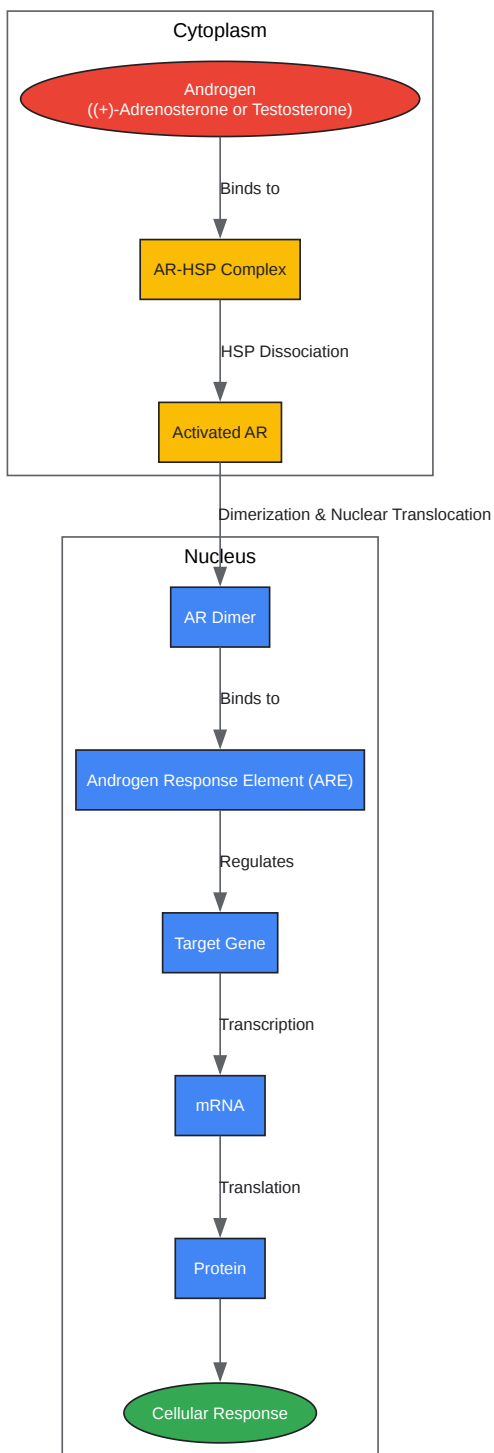 Cytoplasm
Androgen
((+)-Adrenosterone or Testosterone)
Binds to
AR-HSP Complex
HSP Dissociation
Activated AR
Dimerization & Nuclear Translocation
Nucleus
AR Dimer
Binds to
Androgen Response Element (ARE)
Regulates
Target Gene
Transcription
mRNA
Translation
Protein
Cellular Response